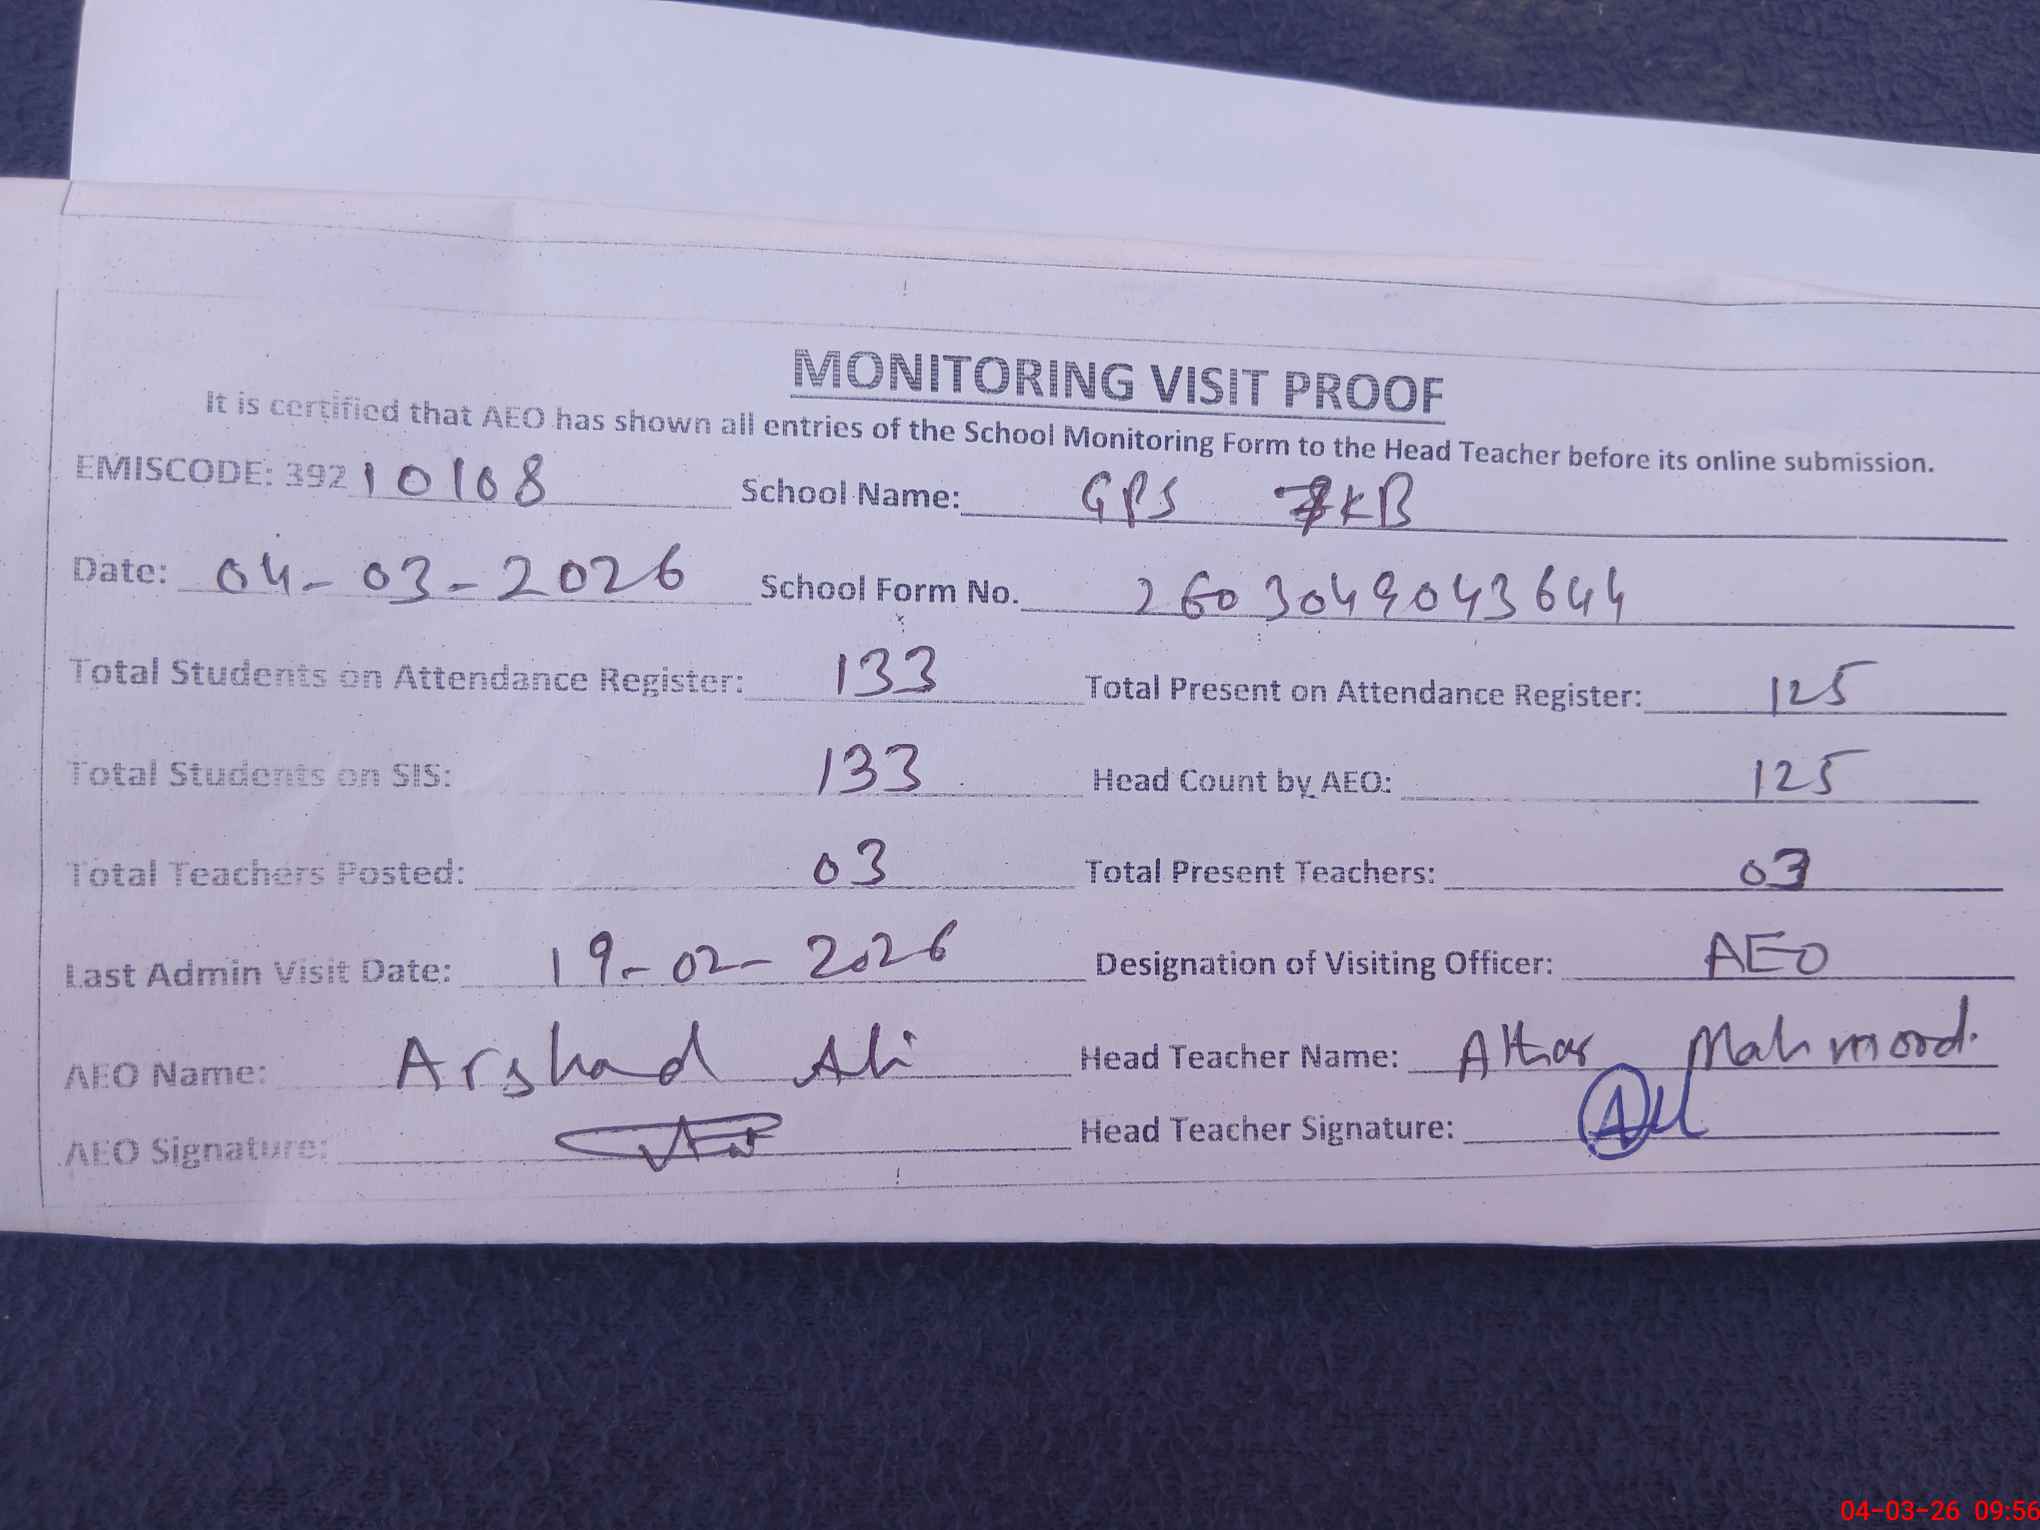 MONITORING VISIT PROOF
It is certified that AEO has shown all entries of the School Monitoring Form to the Head Teacher before its online submission.
EMISCODE: 39210108 School Name: GPS 7KB
Date: 04-03-2026 School Form No. 2603049043644
Total Students on Attendance Register: 133 Total Present on Attendance Register: 125
Total Students on SIS: 133 Head Count by AEO: 125
Total Teachers Posted: 03 Total Present Teachers: 03
Last Admin Visit Date: 19-02-2026 Designation of Visiting Officer: AEO
AEO Name: Arshad Ali Head Teacher Name: Athar Mahmood.
AEO Signature: Head Teacher Signature:
04-03-26 09:56